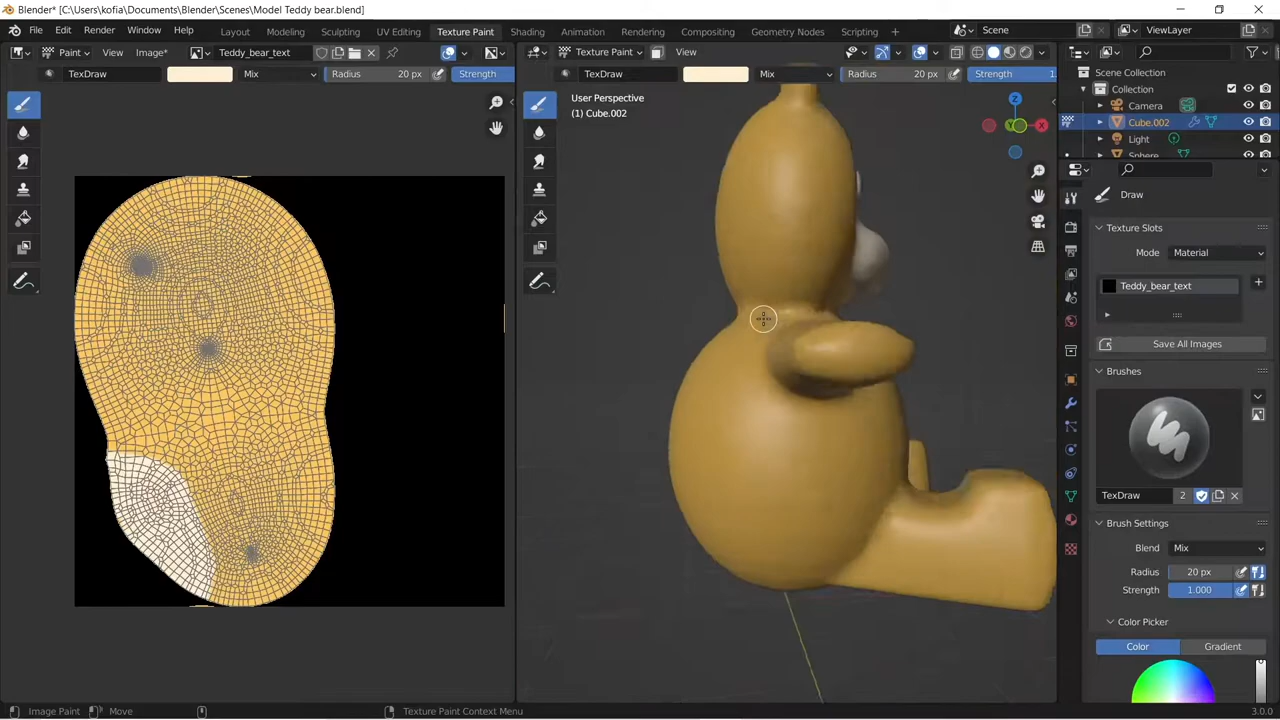 Blender* [C:\Users\kofia\Documents\Blender\Scenes\Model Teddy bear.blend]
File Edit Render Window Help Layout Modeling Sculpting UV Editing Texture Paint Shading Animation Rendering Compositing Geometry Nodes Scripting Scene ViewLayer
Paint View Image* Teddy_bear_text Texture Paint View
TexDraw Mix Radius 20 px Strength TexDraw Mix Radius 20 px Strength 1.
User Perspective
(1) Cube.002
Z
X
Scene Collection
Collection
Camera
Cube.002
Light
Sphere
Draw
Texture Slots
Mode Material
Teddy_bear_text
Save All Images
Brushes
TexDraw 2
Brush Settings
Blend Mix
Radius 20 px
Strength 1.000
Color Picker
Color Gradient
Image Paint Move Texture Paint Context Menu 3.0.0